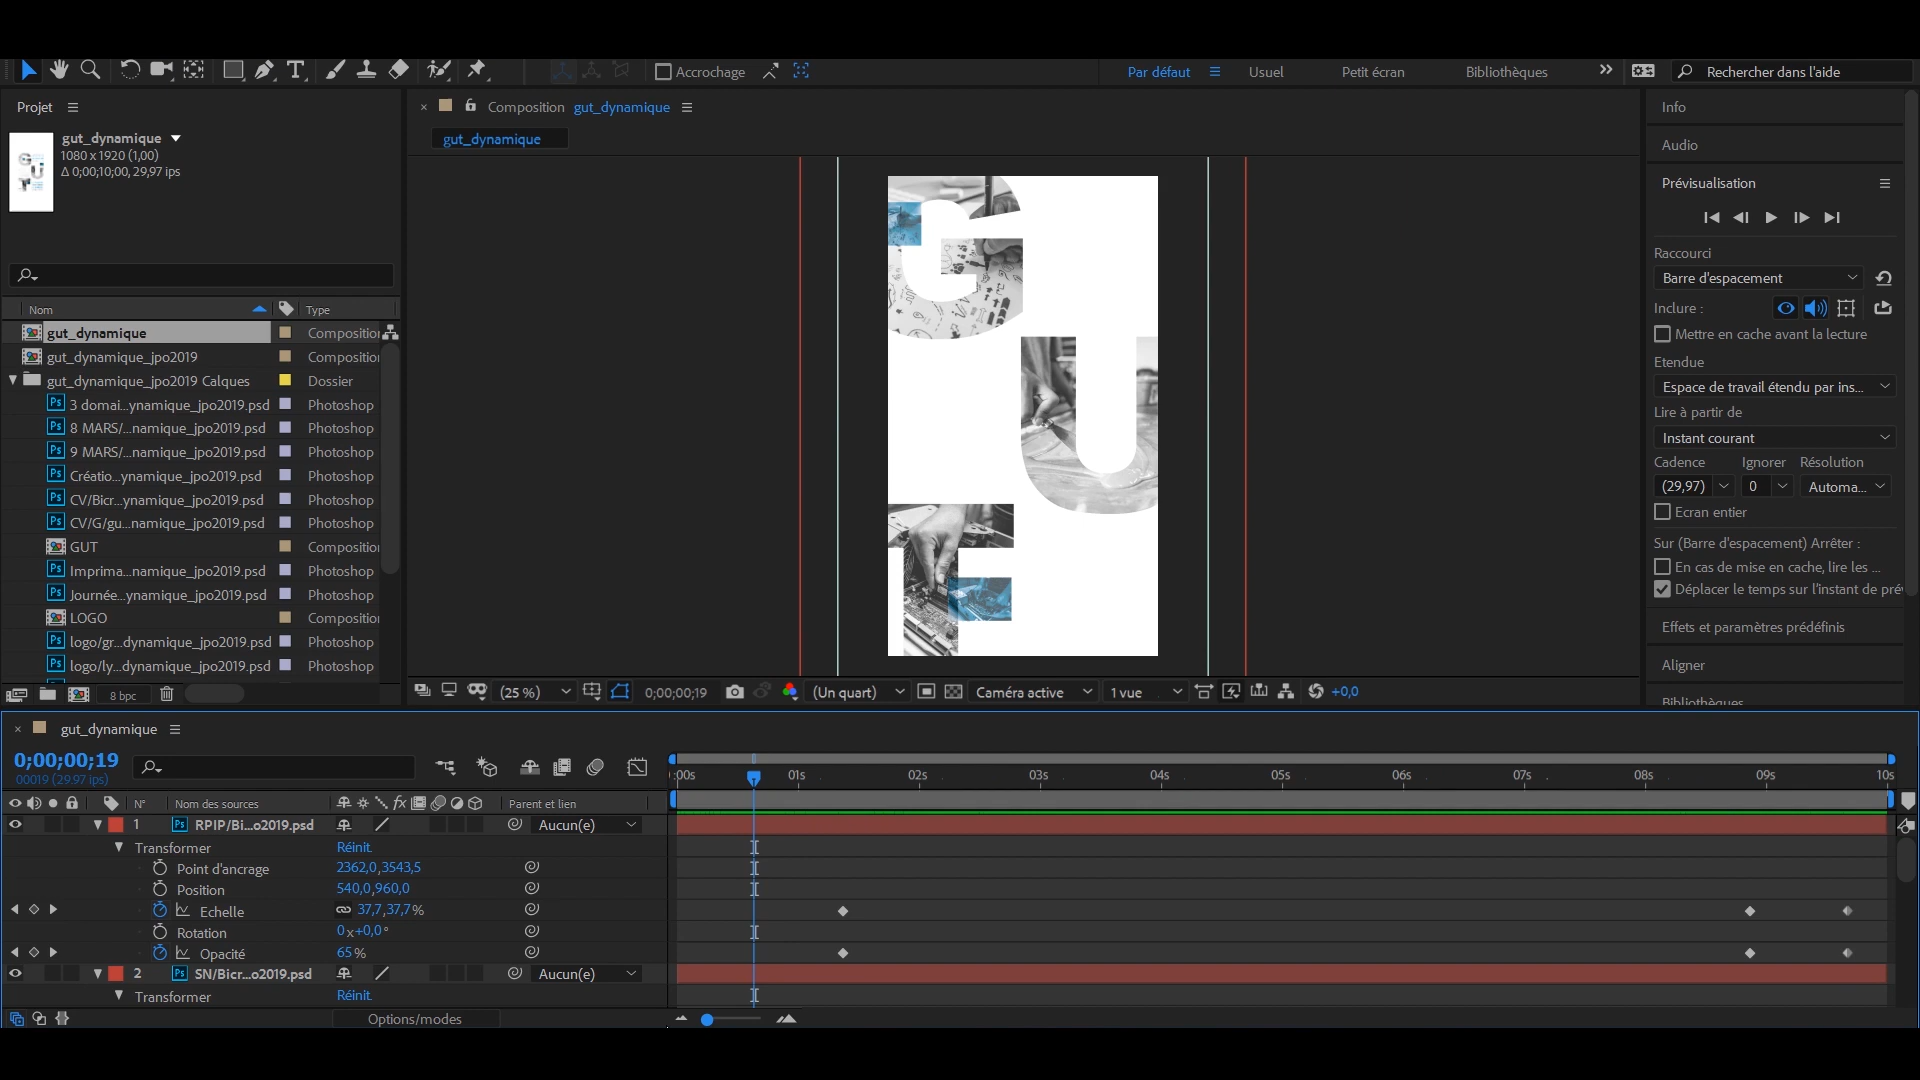 Accrochage
Par défaut
Usuel
Petit écran
Bibliothèques
Rechercher dans l'aide
Projet
gut_dynamique
1080 x 1920 (1,00)
Δ 0;00;10;00, 29,97 ips
Nom
Type
gut_dynamique
Composition
gut_dynamique_jpo2019
Composition
gut_dynamique_jpo2019 Calques
Dossier
3 domai...ynamique_jpo2019.psd
Photoshop
8 MARS/...namique_jpo2019.psd
Photoshop
9 MARS/...namique_jpo2019.psd
Photoshop
Créatio...ynamique_jpo2019.psd
Photoshop
CV/Bicr...ynamique_jpo2019.psd
Photoshop
CV/G/gu...namique_jpo2019.psd
Photoshop
GUT
Composition
Imprima...namique_jpo2019.psd
Photoshop
Journée...ynamique_jpo2019.psd
Photoshop
LOGO
Composition
logo/gr...dynamique_jpo2019.psd
Photoshop
logo/ly...dynamique_jpo2019.psd
Photoshop
8 bpc
Composition gut_dynamique
gut_dynamique
G
U
T
(25 %)
0;00;00;19
(Un quart)
Caméra active
1 vue
+0,0
Info
Audio
Prévisualisation
Raccourci
Barre d'espacement
Inclure :
Mettre en cache avant la lecture
Etendue
Espace de travail étendu par ins...
Lire à partir de
Instant courant
Cadence
Ignorer
Résolution
(29,97)
0
Automa...
Ecran entier
Sur (Barre d'espacement) Arrêter :
En cas de mise en cache, lire les ...
Déplacer le temps sur l'instant de pré
Effets et paramètres prédéfinis
Aligner
Bibliothèques
gut_dynamique
0;00;00;19
00019 (29.97 ips)
:00s
01s
02s
03s
04s
05s
06s
07s
08s
09s
10s
N°
Nom des sources
Parent et lien
1
RPIP/Bi...o2019.psd
Aucun(e)
Transformer
Réinit.
Point d'ancrage
2362,0,3543,5
Position
540,0,960,0
Echelle
37,7,37,7%
Rotation
0x+0,0°
Opacité
65%
2
SN/Bicr...o2019.psd
Aucun(e)
Transformer
Réinit.
Options/modes